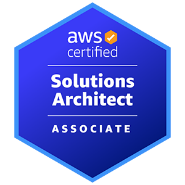 aws
certified
Solutions
Architect
ASSOCIATE